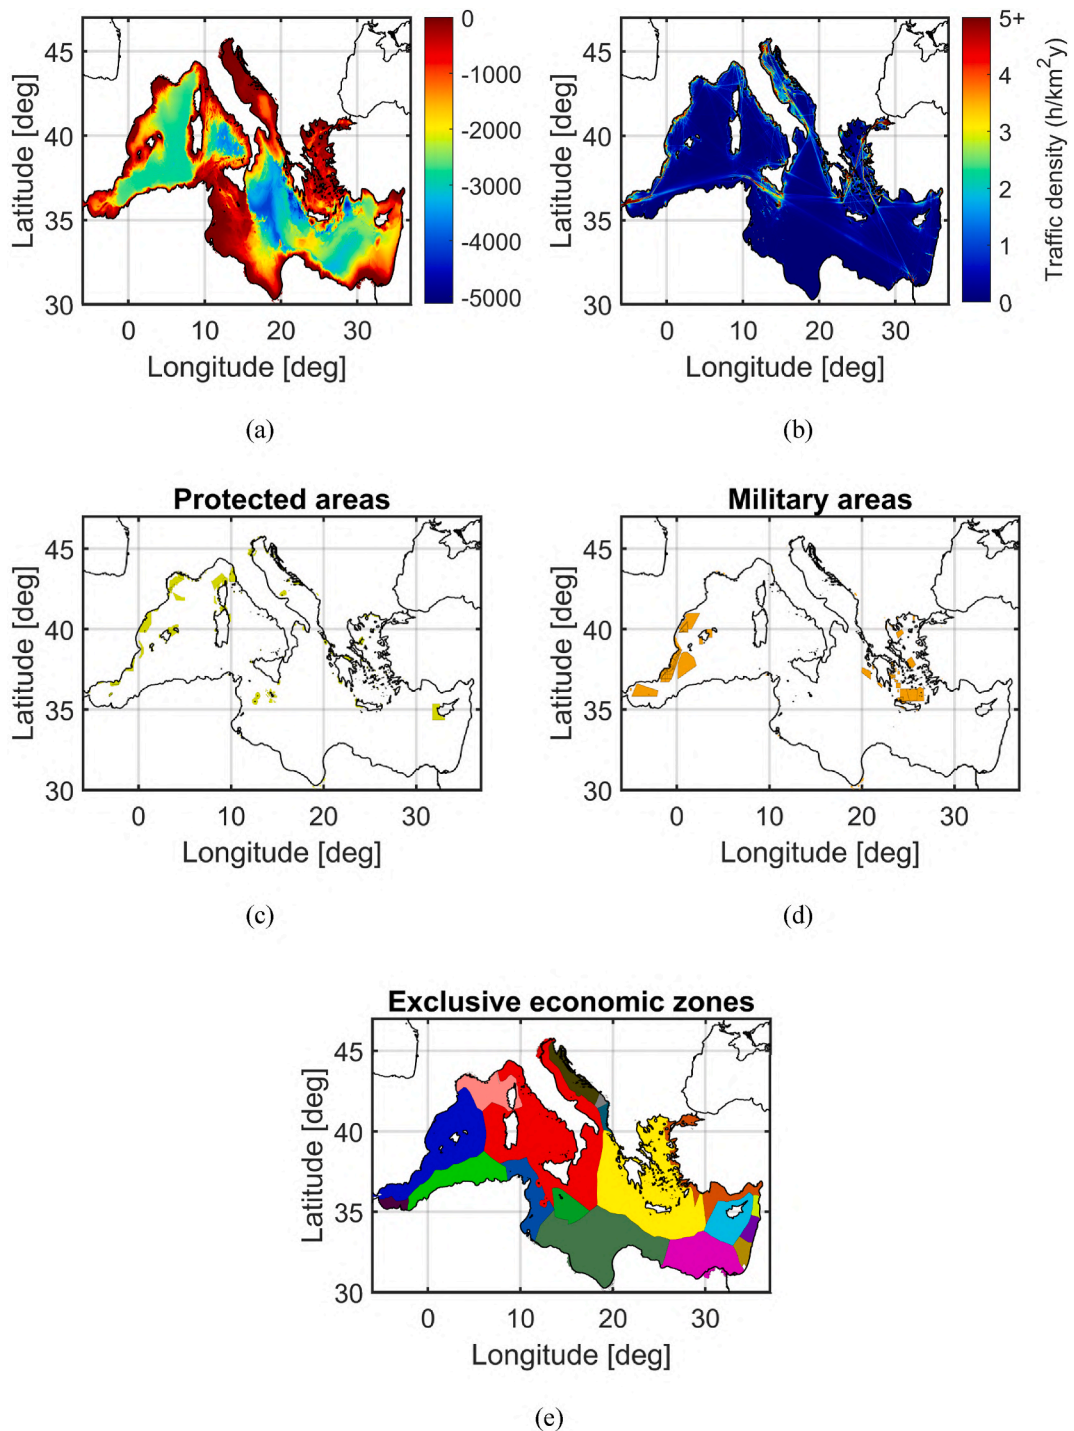 45
40
35
30
0
10
20
30
Latitude [deg]
Longitude [deg]
0
-1000
-2000
-3000
-4000
-5000
(a)
45
40
35
30
0
10
20
30
Latitude [deg]
Longitude [deg]
5+
4
3
2
1
0
Traffic density (h/km²y)
(b)
Protected areas
45
40
35
30
0
10
20
30
Latitude [deg]
Longitude [deg]
(c)
Military areas
45
40
35
30
0
10
20
30
Latitude [deg]
Longitude [deg]
(d)
Exclusive economic zones
45
40
35
30
0
10
20
30
Latitude [deg]
Longitude [deg]
(e)